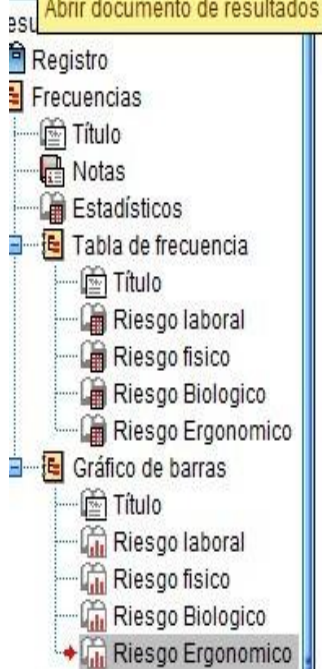 Abrir documento de resultados
esu
Registro
Frecuencias
Título
Notas
Estadísticos
Tabla de frecuencia
Título
Riesgo laboral
Riesgo fisico
Riesgo Biologico
Riesgo Ergonomico
Gráfico de barras
Título
Riesgo laboral
Riesgo fisico
Riesgo Biologico
Riesgo Ergonomico